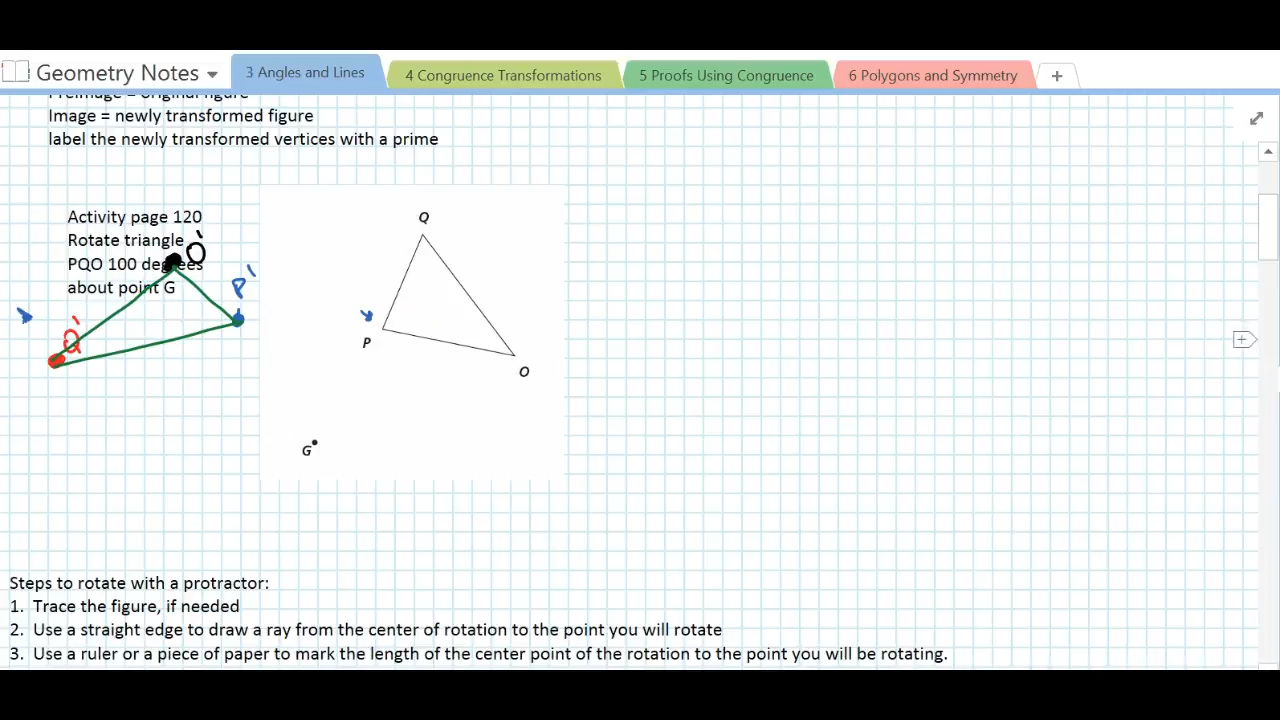 Geometry Notes
3 Angles and Lines
4 Congruence Transformations
5 Proofs Using Congruence
6 Polygons and Symmetry
+
Preimage = original figure
Image = newly transformed figure
label the newly transformed vertices with a prime
Activity page 120
Rotate triangle
PQO 100 degrees
about point G
O'
P'
Q'
Q
P
O
G
Steps to rotate with a protractor:
1. Trace the figure, if needed
2. Use a straight edge to draw a ray from the center of rotation to the point you will rotate
3. Use a ruler or a piece of paper to mark the length of the center point of the rotation to the point you will be rotating.